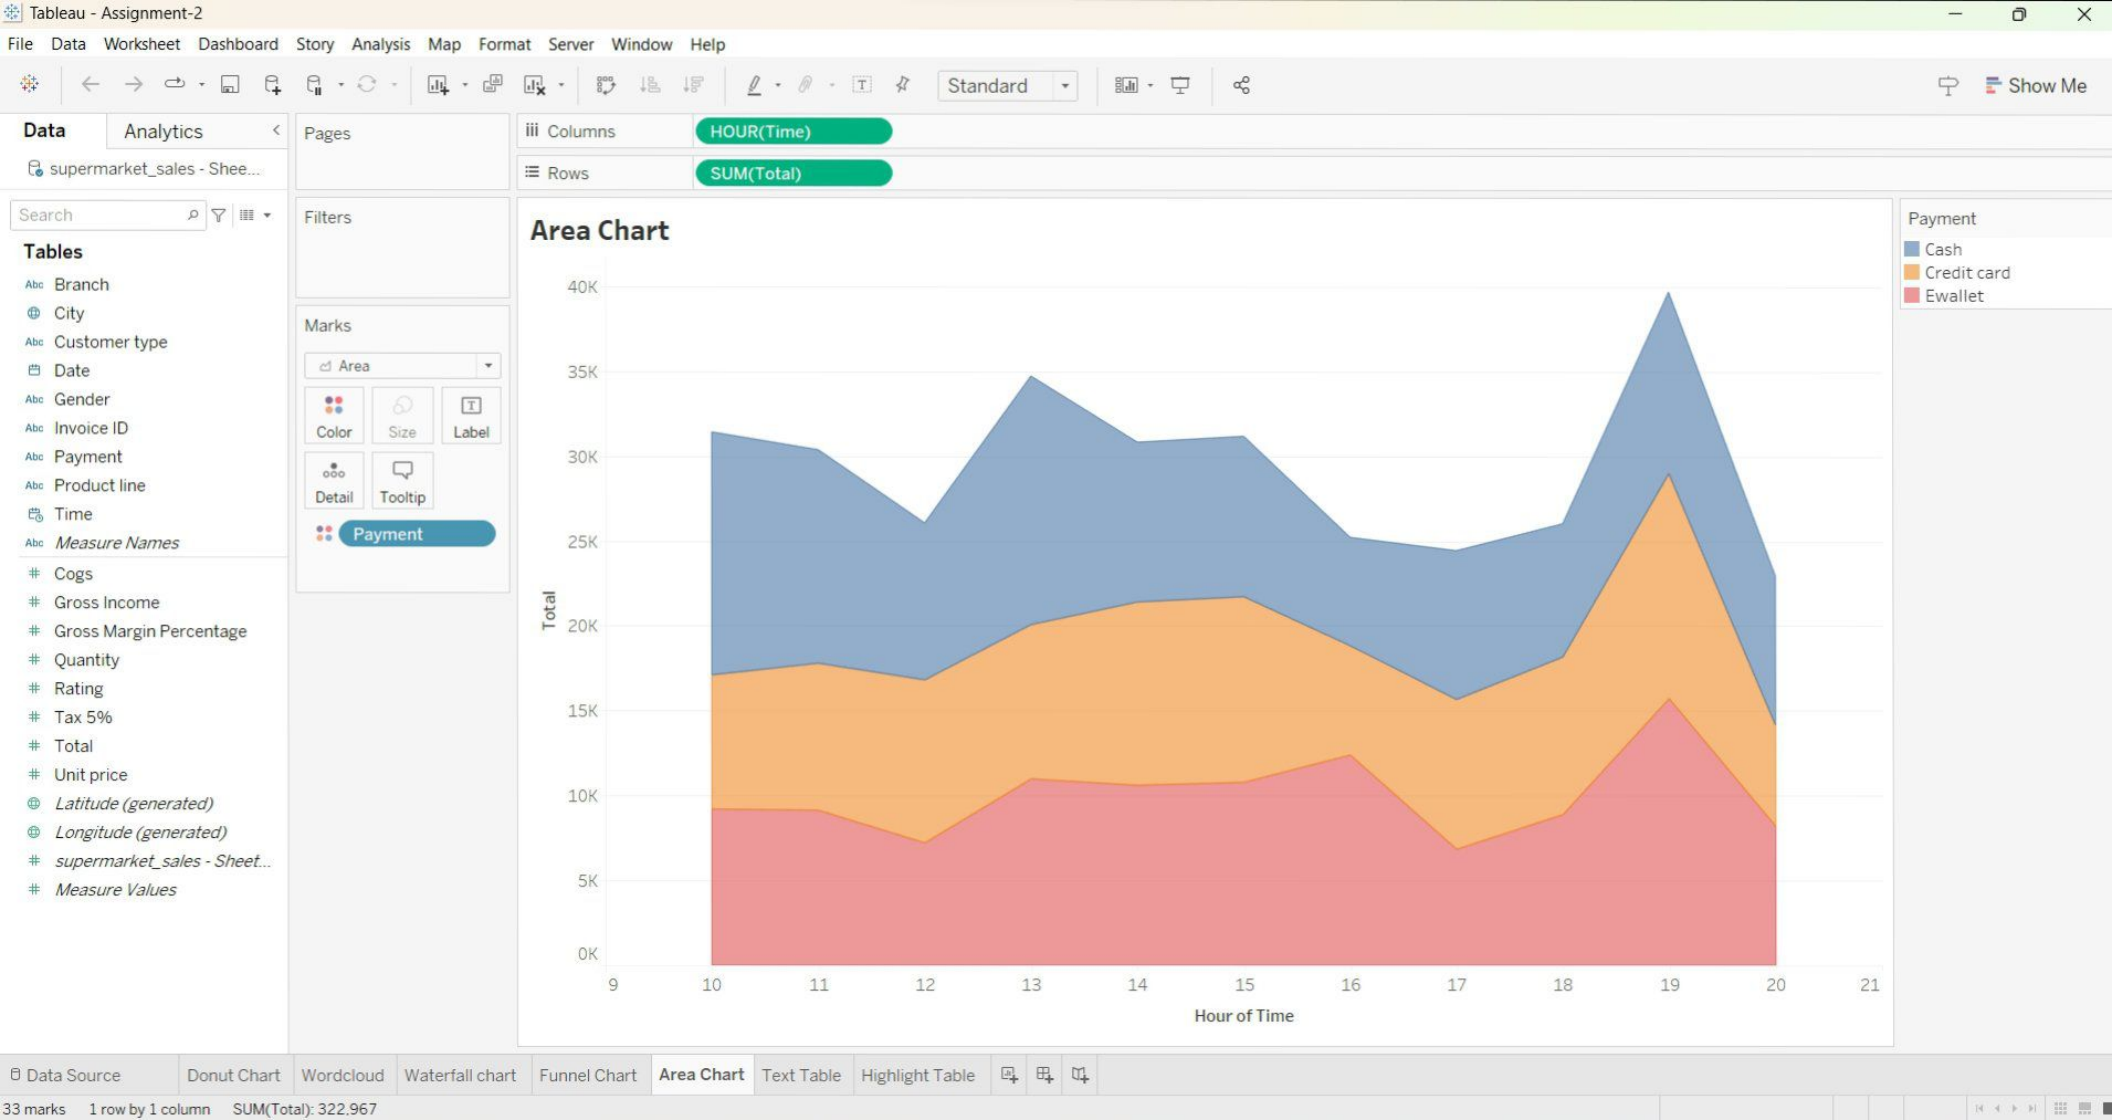 Tableau - Assignment-2
File Data Worksheet Dashboard Story Analysis Map Format Server Window Help
Standard
Show Me
Data
Analytics
supermarket_sales - Shee...
Search
Tables
Abc Branch
City
Abc Customer type
Date
Abc Gender
Abc Invoice ID
Abc Payment
Abc Product line
Time
Abc Measure Names
# Cogs
# Gross Income
# Gross Margin Percentage
# Quantity
# Rating
# Tax 5%
# Total
# Unit price
Latitude (generated)
Longitude (generated)
# supermarket_sales - Sheet...
# Measure Values
Pages
Filters
Marks
Area
Color
Size
T
Label
Detail
Tooltip
Payment
Columns
HOUR(Time)
Rows
SUM(Total)
Area Chart
40K
35K
30K
25K
20K
15K
10K
5K
0K
Total
9 10 11 12 13 14 15 16 17 18 19 20 21
Hour of Time
Payment
Cash
Credit card
Ewallet
Data Source
Donut Chart
Wordcloud
Waterfall chart
Funnel Chart
Area Chart
Text Table
Highlight Table
33 marks 1 row by 1 column SUM(Total): 322,967